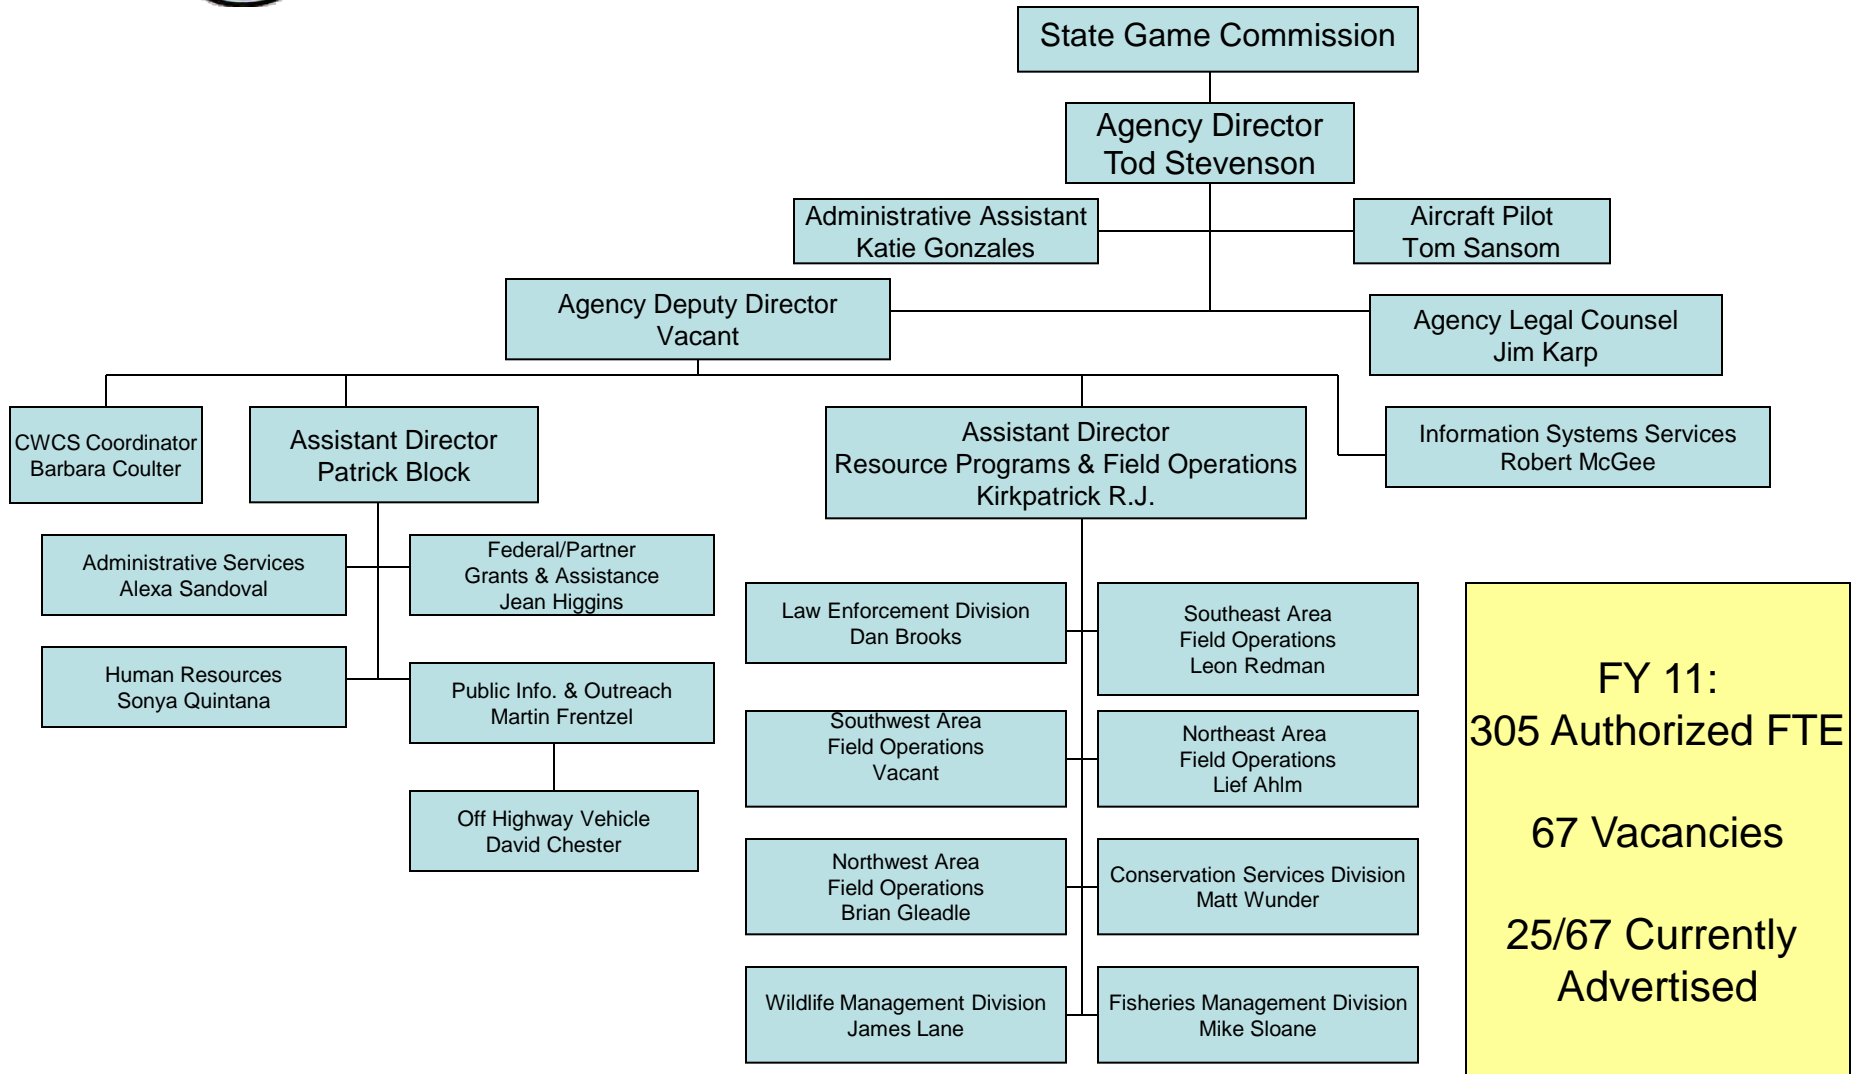 State Game Commission
Agency Director
Tod Stevenson
Administrative Assistant
Katie Gonzales
Aircraft Pilot
Tom Sansom
Agency Deputy Director
Vacant
Agency Legal Counsel
Jim Karp
CWCS Coordinator
Barbara Coulter
Assistant Director
Patrick Block
Assistant Director
Resource Programs & Field Operations
Kirkpatrick R.J.
Information Systems Services
Robert McGee
Administrative Services
Alexa Sandoval
Federal/Partner
Grants & Assistance
Jean Higgins
Human Resources
Sonya Quintana
Public Info. & Outreach
Martin Frentzel
Off Highway Vehicle
David Chester
Law Enforcement Division
Dan Brooks
Southeast Area
Field Operations
Leon Redman
Southwest Area
Field Operations
Vacant
Northeast Area
Field Operations
Lief Ahlm
Northwest Area
Field Operations
Brian Gleadle
Conservation Services Division
Matt Wunder
Wildlife Management Division
James Lane
Fisheries Management Division
Mike Sloane
FY 11:
305 Authorized FTE
67 Vacancies
25/67 Currently
Advertised